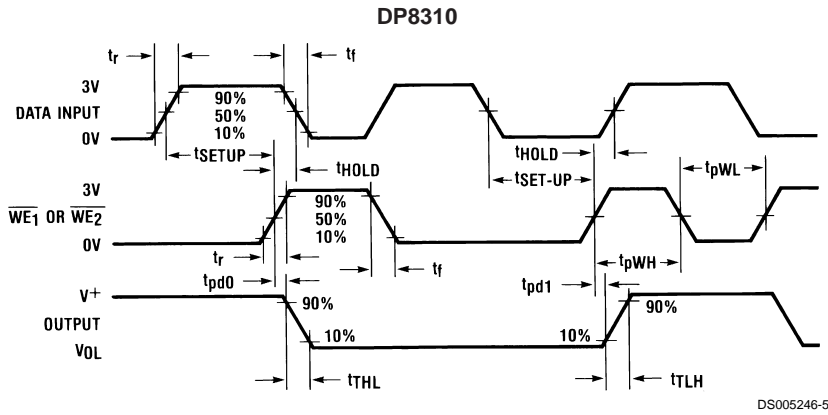 DP8310
tr
tf
3V
DATA INPUT
0V
90%
50%
10%
tSETUP
tHOLD
tHOLD
tSET-UP
tpWL
3V
WE1 OR WE2
0V
90%
50%
10%
tr
tf
tpWH
tpd0
tpd1
V+
OUTPUT
VOL
90%
10%
10%
90%
tTHL
tTLH
DS005246-5